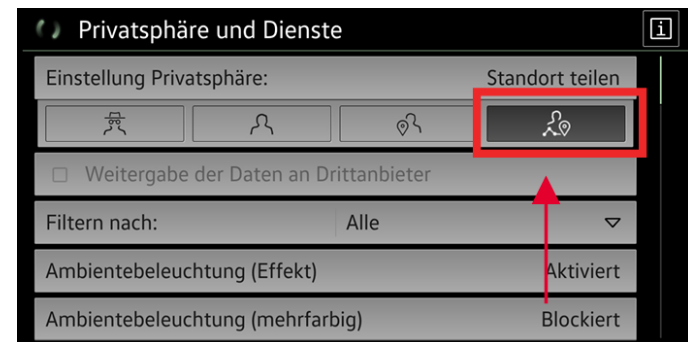 Privatsphäre und Dienste
i
Einstellung Privatsphäre: Standort teilen
Weitergabe der Daten an Drittanbieter
Filtern nach: Alle
Ambientebeleuchtung (Effekt) Aktiviert
Ambientebeleuchtung (mehrfarbig) Blockiert